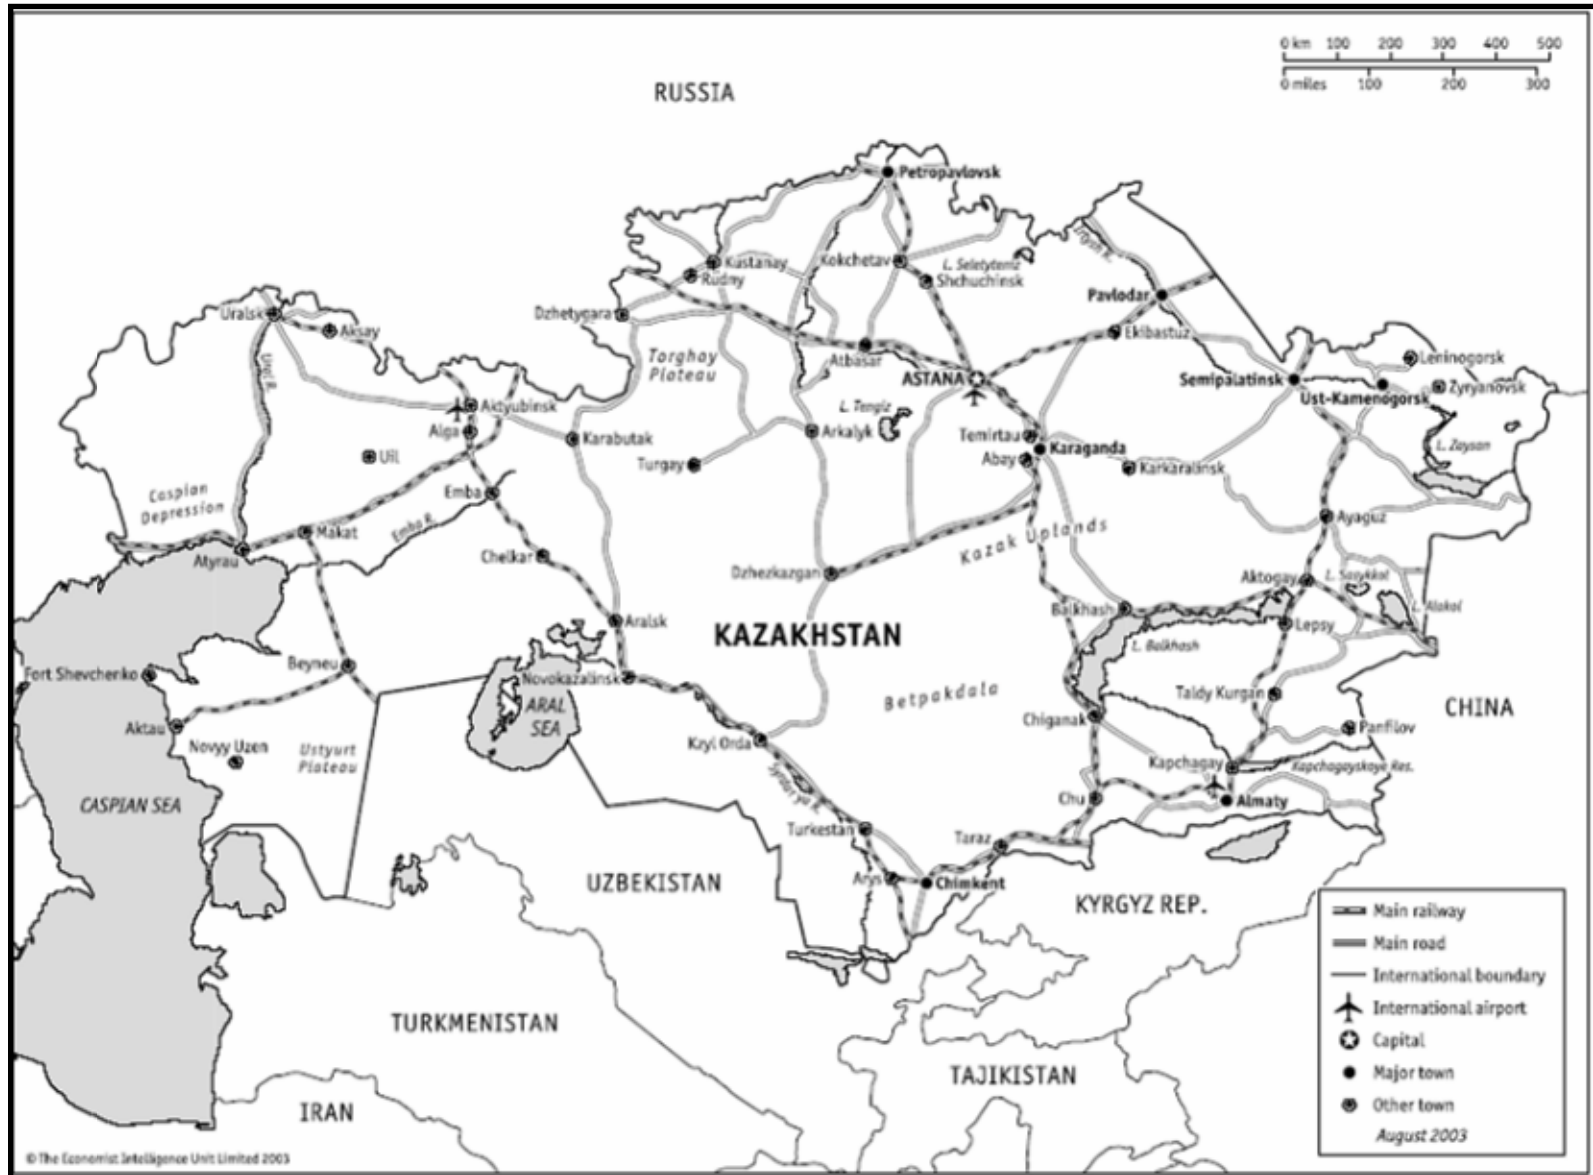 0 km 100 200 300 400 500
0 miles 100 200 300
RUSSIA
Petropavlovsk
Irtysh R.
Kustanay
Rudny
Kokchetav
L. Seletytemiz
Shchuchinsk
Pavlodar
Uralsk
Aksay
Dzhetygara
Ekibastuz
Ural R.
Torghay
Plateau
Atbasar
ASTANA
Semipalatinsk
Leninogorsk
Zyryanovsk
Ust-Kamenogorsk
Aktyubinsk
Alga
Karabutak
L. Tengiz
Arkalyk
Temirtau
Karaganda
Abay
Karkaralinsk
L. Zaysan
Uil
Turgay
Caspian
Depression
Emba
Emba R.
Makat
Atyrau
Chelkar
Dzhezkazgan
Kazak Uplands
Ayaguz
Aktogay
L. Sasykkol
L. Alakol
Aralsk
KAZAKHSTAN
Balkhash
Lepsy
L. Balkhash
Beyneu
Fort Shevchenko
Novokazalinsk
ARAL
SEA
Betpakdala
Taldy Kurgan
CHINA
Aktau
Chiganak
Panfilov
Novyy Uzen
Ustyurt
Plateau
Kzyl Orda
Kapchagay
Kapchagayskoye Res.
CASPIAN SEA
Syrdar'ya R.
Chu
Almaty
Turkestan
Taraz
Arys
Chimkent
UZBEKISTAN
KYRGYZ REP.
TURKMENISTAN
TAJIKISTAN
IRAN
Main railway
Main road
International boundary
International airport
Capital
Major town
Other town
August 2003
© The Economist Intelligence Unit Limited 2003